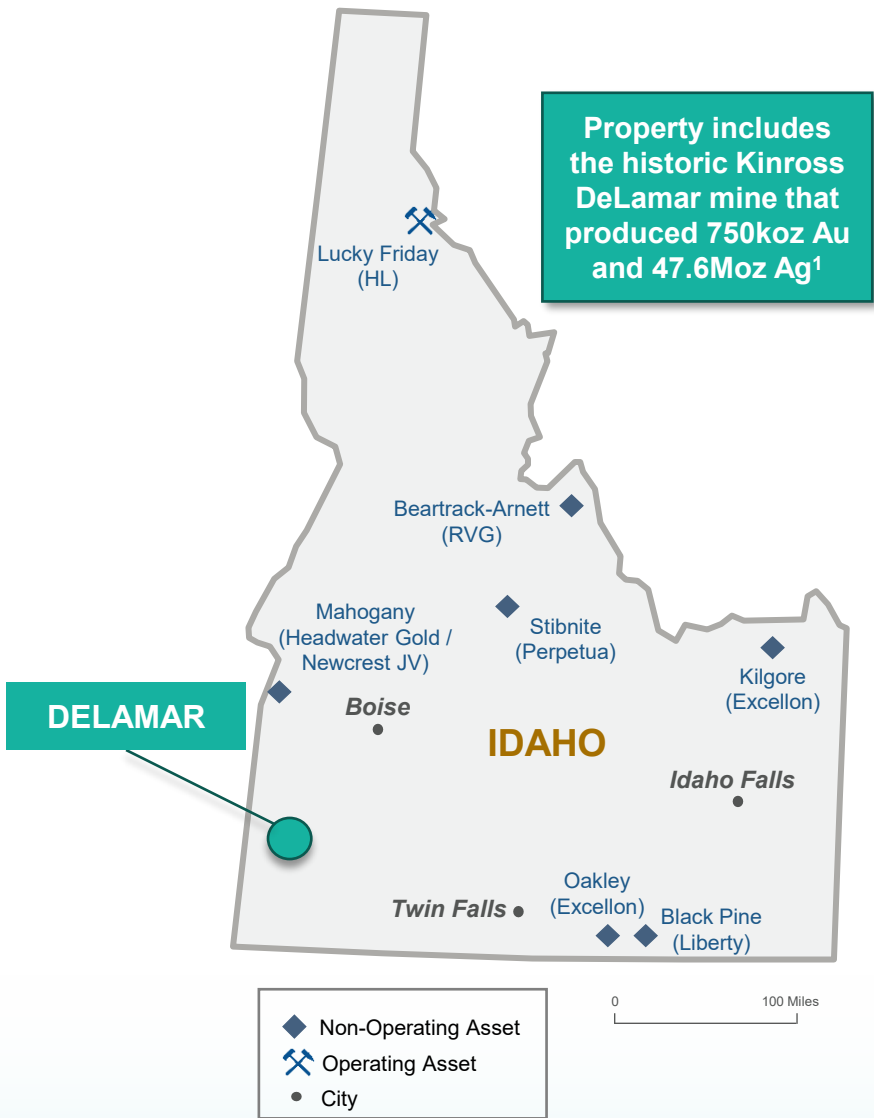 Property includes
the historic Kinross
DeLamar mine that
produced 750koz Au
and 47.6Moz Ag¹
Lucky Friday
(HL)
Beartrack-Arnett
(RVG)
Mahogany
(Headwater Gold /
Newcrest JV)
Stibnite
(Perpetua)
Kilgore
(Excellon)
DELAMAR
Boise
IDAHO
Idaho Falls
Twin Falls
Oakley
(Excellon)
Black Pine
(Liberty)
0 100 Miles
Non-Operating Asset
Operating Asset
City